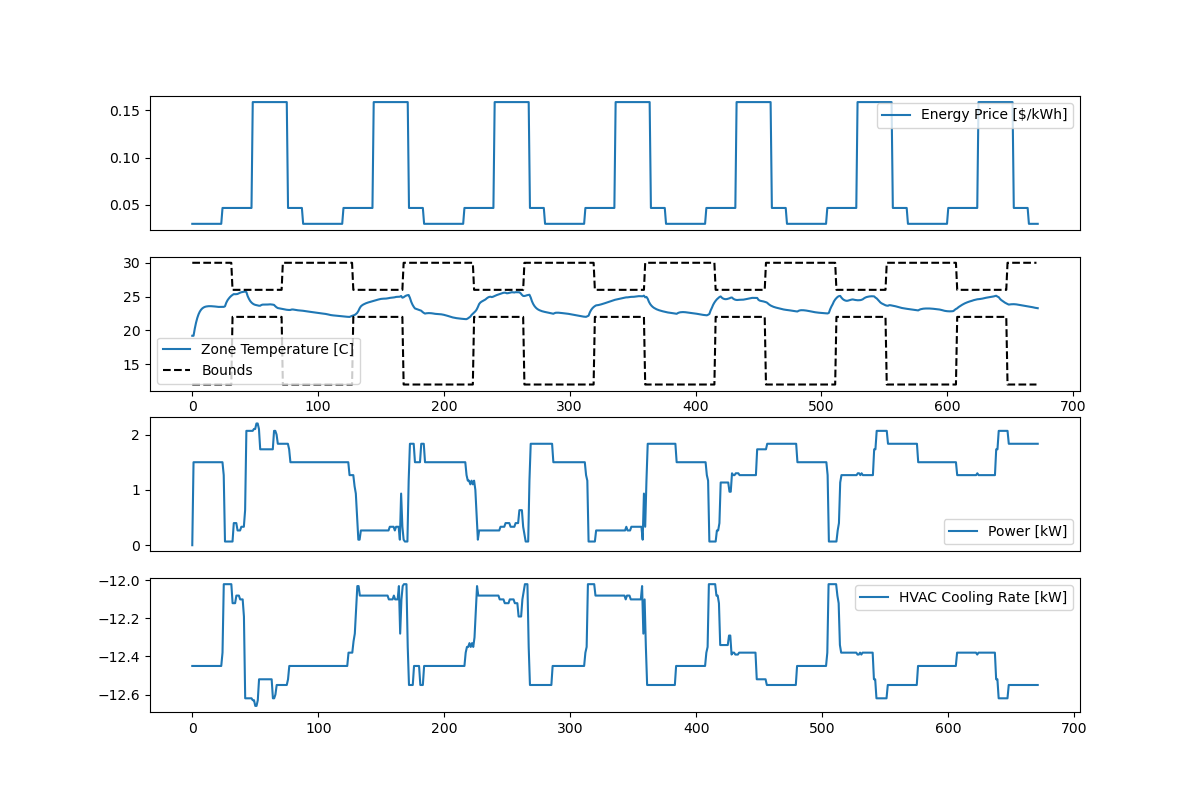 0.15
0.10
0.05
Energy Price [$/kWh]
30
25
20
15
Zone Temperature [C]
Bounds
0 100 200 300 400 500 600 700
2
1
0
Power [kW]
−12.0
−12.2
−12.4
−12.6
HVAC Cooling Rate [kW]
0 100 200 300 400 500 600 700